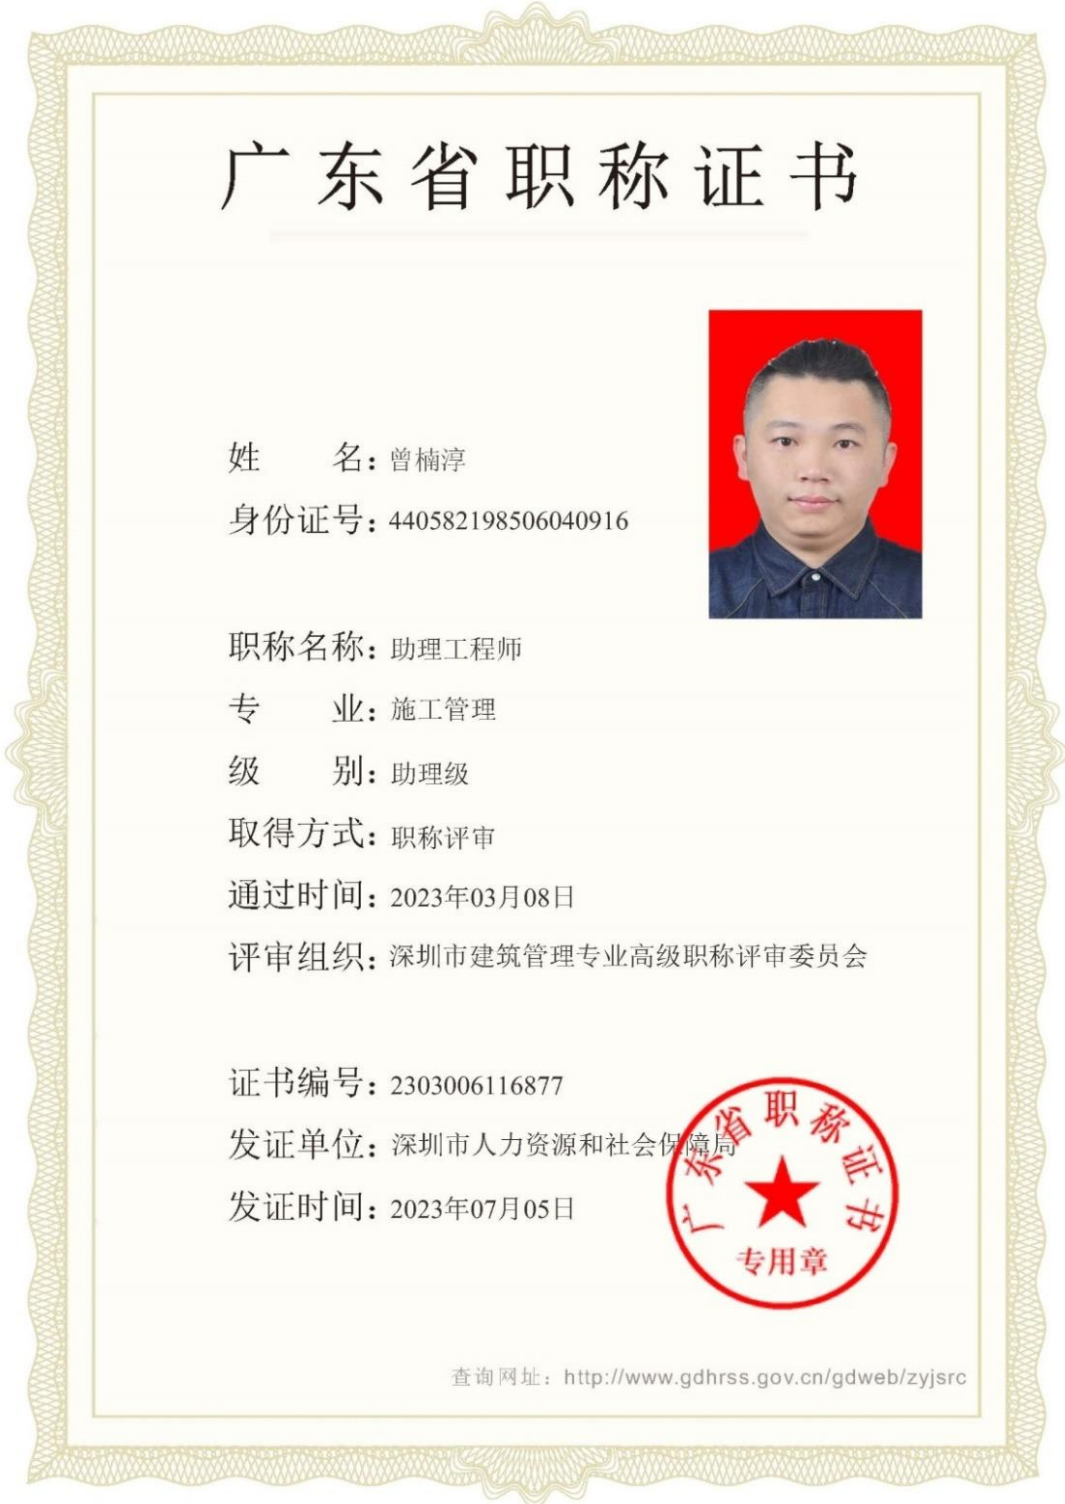 广东省职称证书
姓 名：曾楠淳
身份证号：440582198506040916
职称名称：助理工程师
专 业：施工管理
级 别：助理级
取得方式：职称评审
通过时间：2023年03月08日
评审组织：深圳市建筑管理专业高级职称评审委员会
证书编号：2303006116877
发证单位：深圳市人力资源和社会保障局
发证时间：2023年07月05日
广东省职称证书
专用章
查询网址：http://www.gdhrss.gov.cn/gdweb/zyjsrc